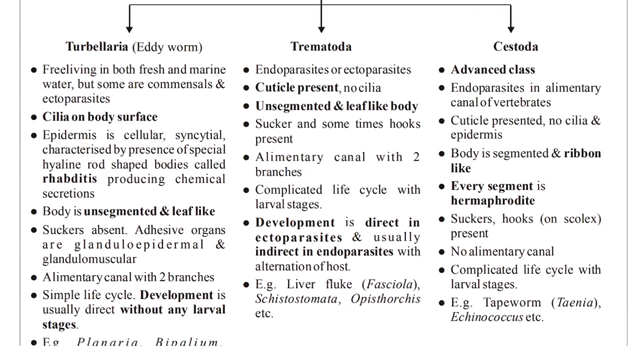 Turbellaria (Eddy worm)
● Freeliving in both fresh and marine
water, but some are commensals &
ectoparasites
● Cilia on body surface
● Epidermis is cellular, syncytial,
characterised by presence of special
hyaline rod shaped bodies called
rhabditis producing chemical
secretions
● Body is unsegmented & leaf like
● Suckers absent. Adhesive organs
are glanduloepidermal &
glandulomuscular
● Alimentary canal with 2 branches
● Simple life cycle. Development is
usually direct without any larval
stages.
● E.g. Planaria, Bipalium,
Trematoda
● Endoparasites or ectoparasites
● Cuticle present, no cilia
● Unsegmented & leaf like body
● Sucker and some times hooks
present
● Alimentary canal with 2
branches
● Complicated life cycle with
larval stages.
● Development is direct in
ectoparasites & usually
indirect in endoparasites with
alternation of host.
● E.g. Liver fluke (Fasciola),
Schistostomata, Opisthorchis
etc.
Cestoda
● Advanced class
● Endoparasites in alimentary
canal of vertebrates
● Cuticle presented, no cilia &
epidermis
● Body is segmented & ribbon
like
● Every segment is
hermaphrodite
● Suckers, hooks (on scolex)
present
● No alimentary canal
● Complicated life cycle with
larval stages.
● E.g. Tapeworm (Taenia),
Echinococcus etc.